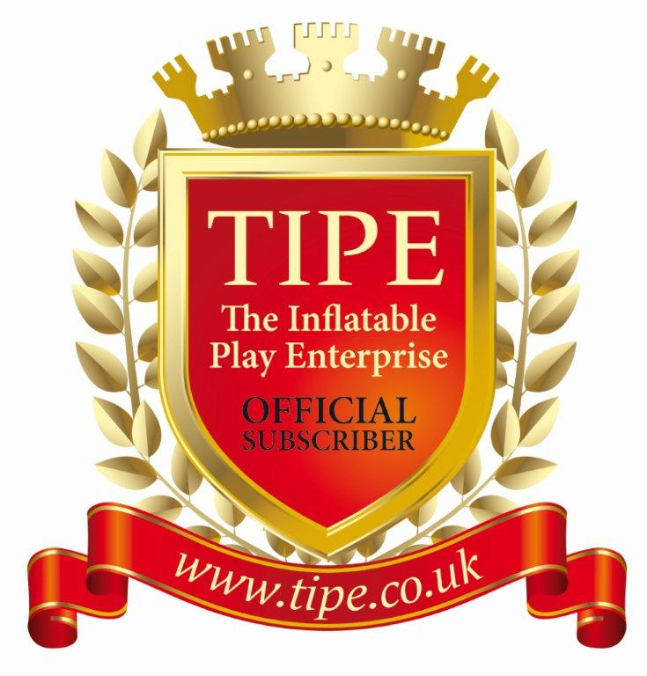 TIPE
The Inflatable
Play Enterprise
OFFICIAL
SUBSCRIBER
www.tipe.co.uk